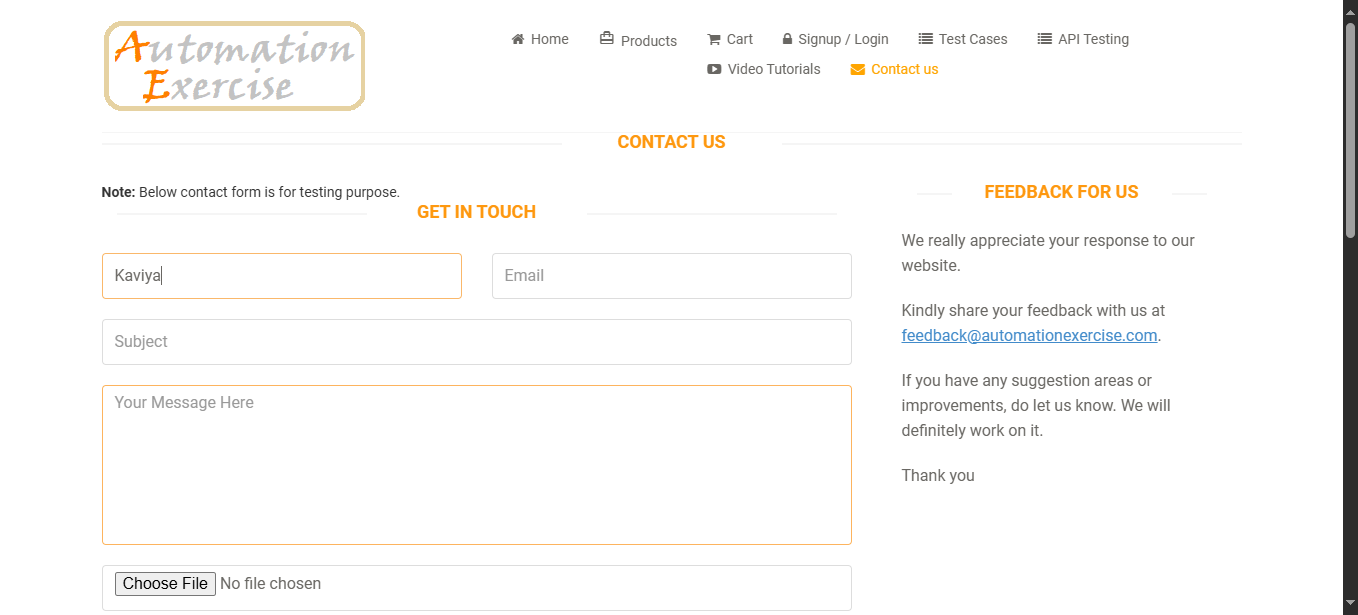 Automation
Exercise
Home Products Cart Signup / Login Test Cases API Testing
Video Tutorials Contact us
CONTACT US
Note: Below contact form is for testing purpose.
GET IN TOUCH
Kaviya Email
Subject
Your Message Here
Choose File No file chosen
FEEDBACK FOR US
We really appreciate your response to our
website.
Kindly share your feedback with us at
feedback@automationexercise.com.
If you have any suggestion areas or
improvements, do let us know. We will
definitely work on it.
Thank you